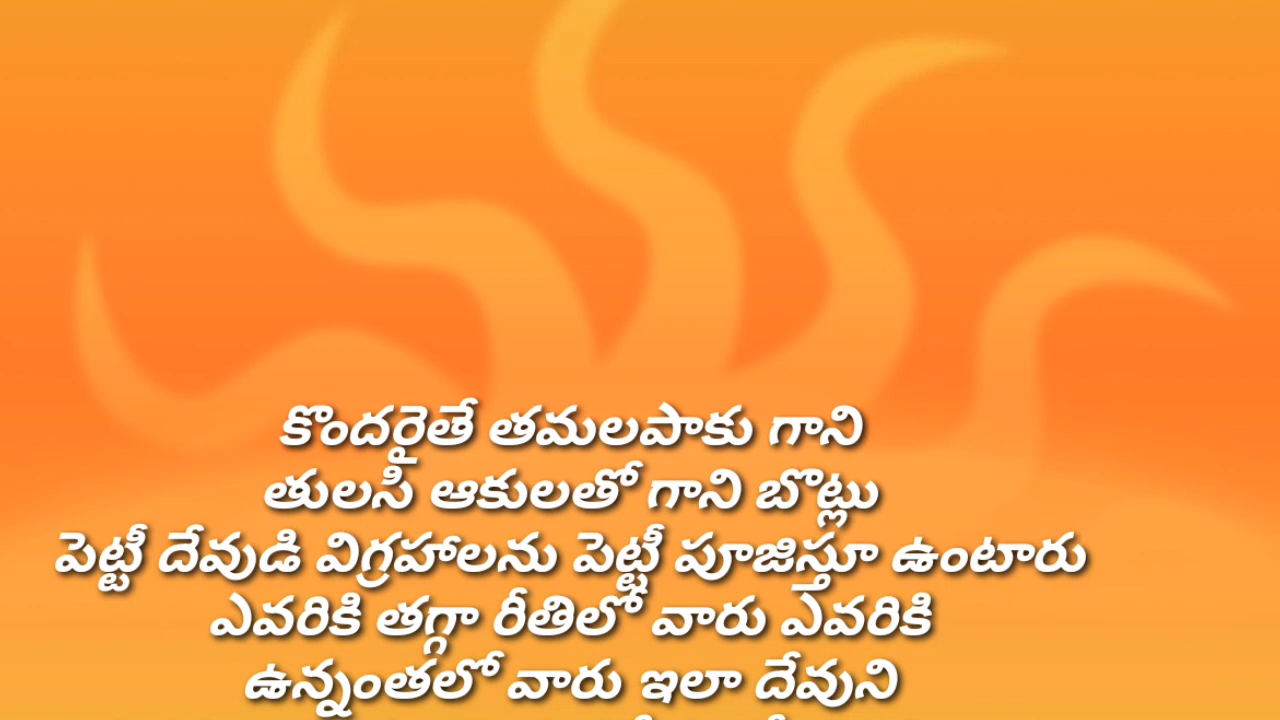 కొందరైతే తమలపాకు గాని
తులసి ఆకులతో గాని బొట్లు
పెట్టీ దేవుడి విగ్రహాలను పెట్టీ పూజిస్తూ ఉంటారు
ఎవరికి తగ్గా రీతిలో వారు ఎవరికి
ఉన్నంతలో వారు ఇలా దేవుని